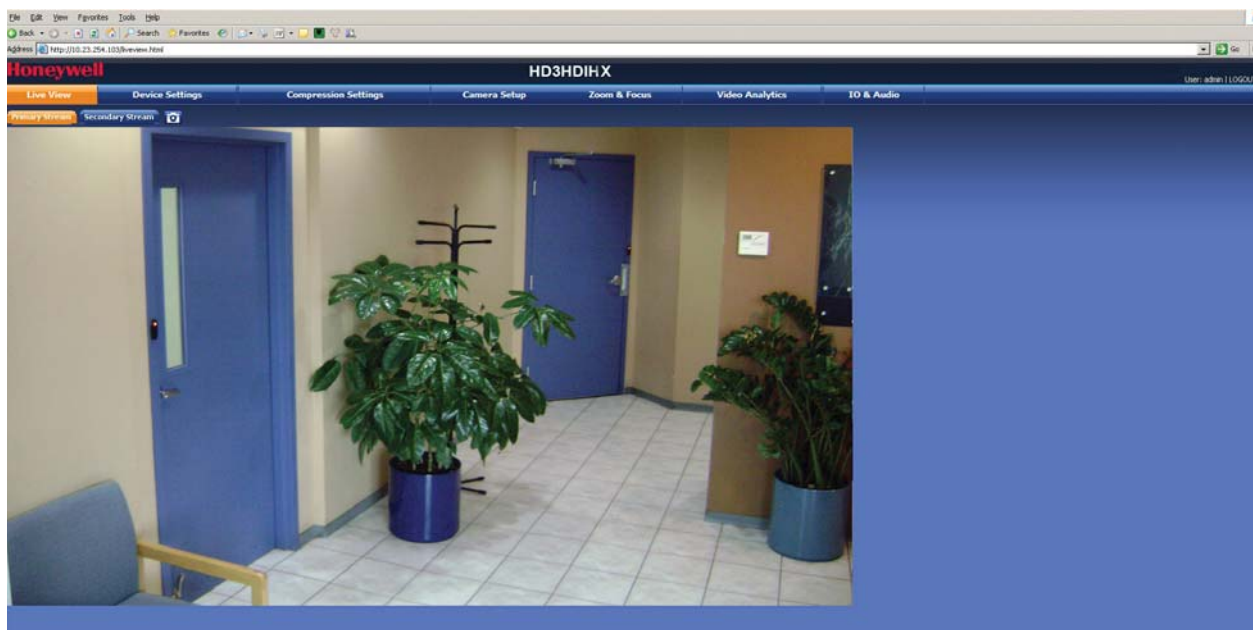 File Edit View Favorites Tools Help
Back Search Favorites
Address http://10.23.254.103/liveview.html Go
Honeywell HD3HDIHX
User: admin | LOGOU
Live View Device Settings Compression Settings Camera Setup Zoom & Focus Video Analytics IO & Audio
Primary Stream Secondary Stream